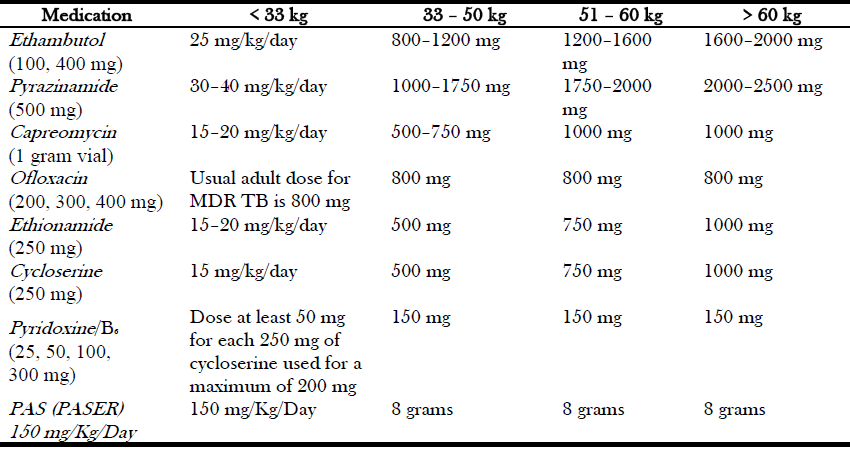 Medication < 33 kg 33 – 50 kg 51 – 60 kg > 60 kg
Ethambutol 25 mg/kg/day 800–1200 mg 1200–1600 1600–2000 mg
(100, 400 mg) mg
Pyrazinamide 30–40 mg/kg/day 1000–1750 mg 1750–2000 2000–2500 mg
(500 mg) mg
Capreomycin 15–20 mg/kg/day 500–750 mg 1000 mg 1000 mg
(1 gram vial)
Ofloxacin Usual adult dose for 800 mg 800 mg 800 mg
(200, 300, 400 mg) MDR TB is 800 mg
Ethionamide 15–20 mg/kg/day 500 mg 750 mg 1000 mg
(250 mg)
Cycloserine 15 mg/kg/day 500 mg 750 mg 1000 mg
(250 mg)
Pyridoxine/B₆ Dose at least 50 mg 150 mg 150 mg 150 mg
(25, 50, 100, for each 250 mg of
300 mg) cycloserine used for a
maximum of 200 mg
PAS (PASER) 150 mg/Kg/Day 8 grams 8 grams 8 grams
150 mg/Kg/Day